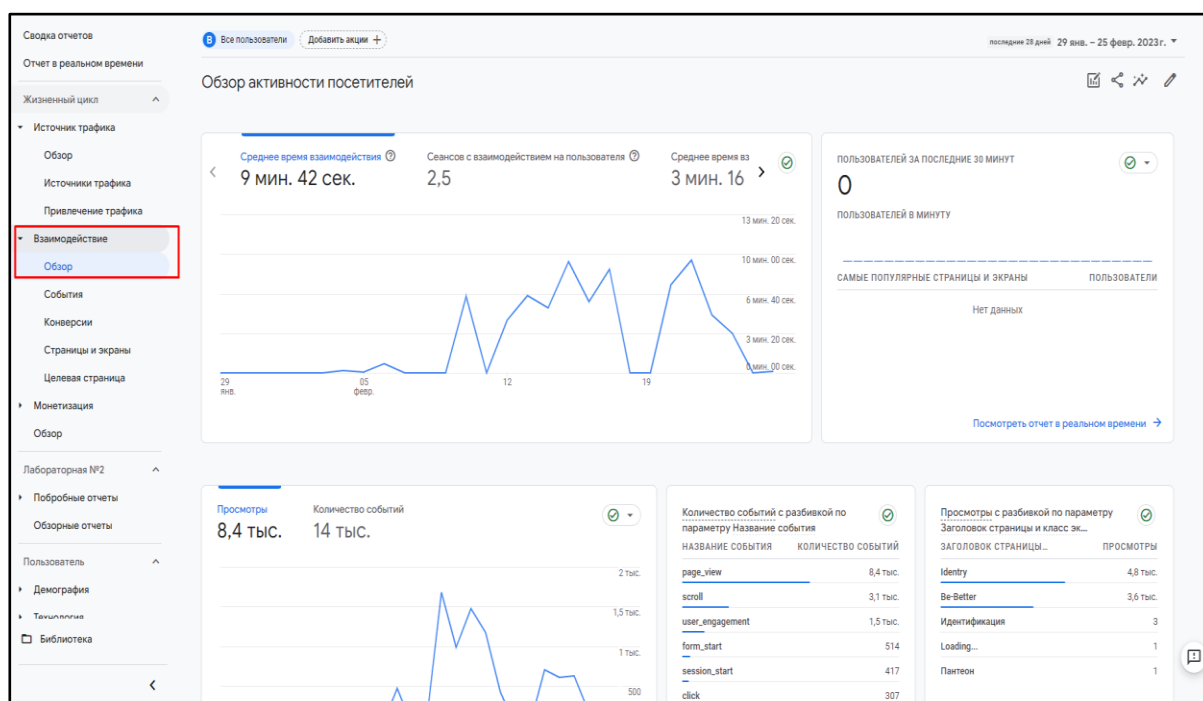 Сводка отчетов
Отчет в реальном времени
Жизненный цикл
Источник трафика
Обзор
Источники трафика
Привлечение трафика
Взаимодействие
Обзор
События
Конверсии
Страницы и экраны
Целевая страница
Монетизация
Обзор
Лабораторная №2
Побробные отчеты
Обзорные отчеты
Пользователь
Демография
Технология
Библиотека
B Все пользователи Добавить акции +
последние 28 дней 29 янв. – 25 февр. 2023 г.
Обзор активности посетителей
Среднее время взаимодействия Сеансов с взаимодействием на пользователя Среднее время вз
9 мин. 42 сек. 2,5 3 мин. 16
13 мин. 20 сек.
10 мин. 00 сек.
6 мин. 40 сек.
3 мин. 20 сек.
0 мин. 00 сек.
29 05 12 19
янв. февр.
ПОЛЬЗОВАТЕЛЕЙ ЗА ПОСЛЕДНИЕ 30 МИНУТ
0
ПОЛЬЗОВАТЕЛЕЙ В МИНУТУ
САМЫЕ ПОПУЛЯРНЫЕ СТРАНИЦЫ И ЭКРАНЫ ПОЛЬЗОВАТЕЛИ
Нет данных
Посмотреть отчет в реальном времени
Просмотры Количество событий
8,4 тыс. 14 тыс.
2 тыс.
1,5 тыс.
1 тыс.
500
Количество событий с разбивкой по
параметру Название события
НАЗВАНИЕ СОБЫТИЯ КОЛИЧЕСТВО СОБЫТИЙ
page_view 8,4 тыс.
scroll 3,1 тыс.
user_engagement 1,5 тыс.
form_start 514
session_start 417
click 307
Просмотры с разбивкой по параметру
Заголовок страницы и класс эк...
ЗАГОЛОВОК СТРАНИЦЫ... ПРОСМОТРЫ
Identry 4,8 тыс.
Be-Better 3,6 тыс.
Идентификация 3
Loading... 1
Пантеон 1